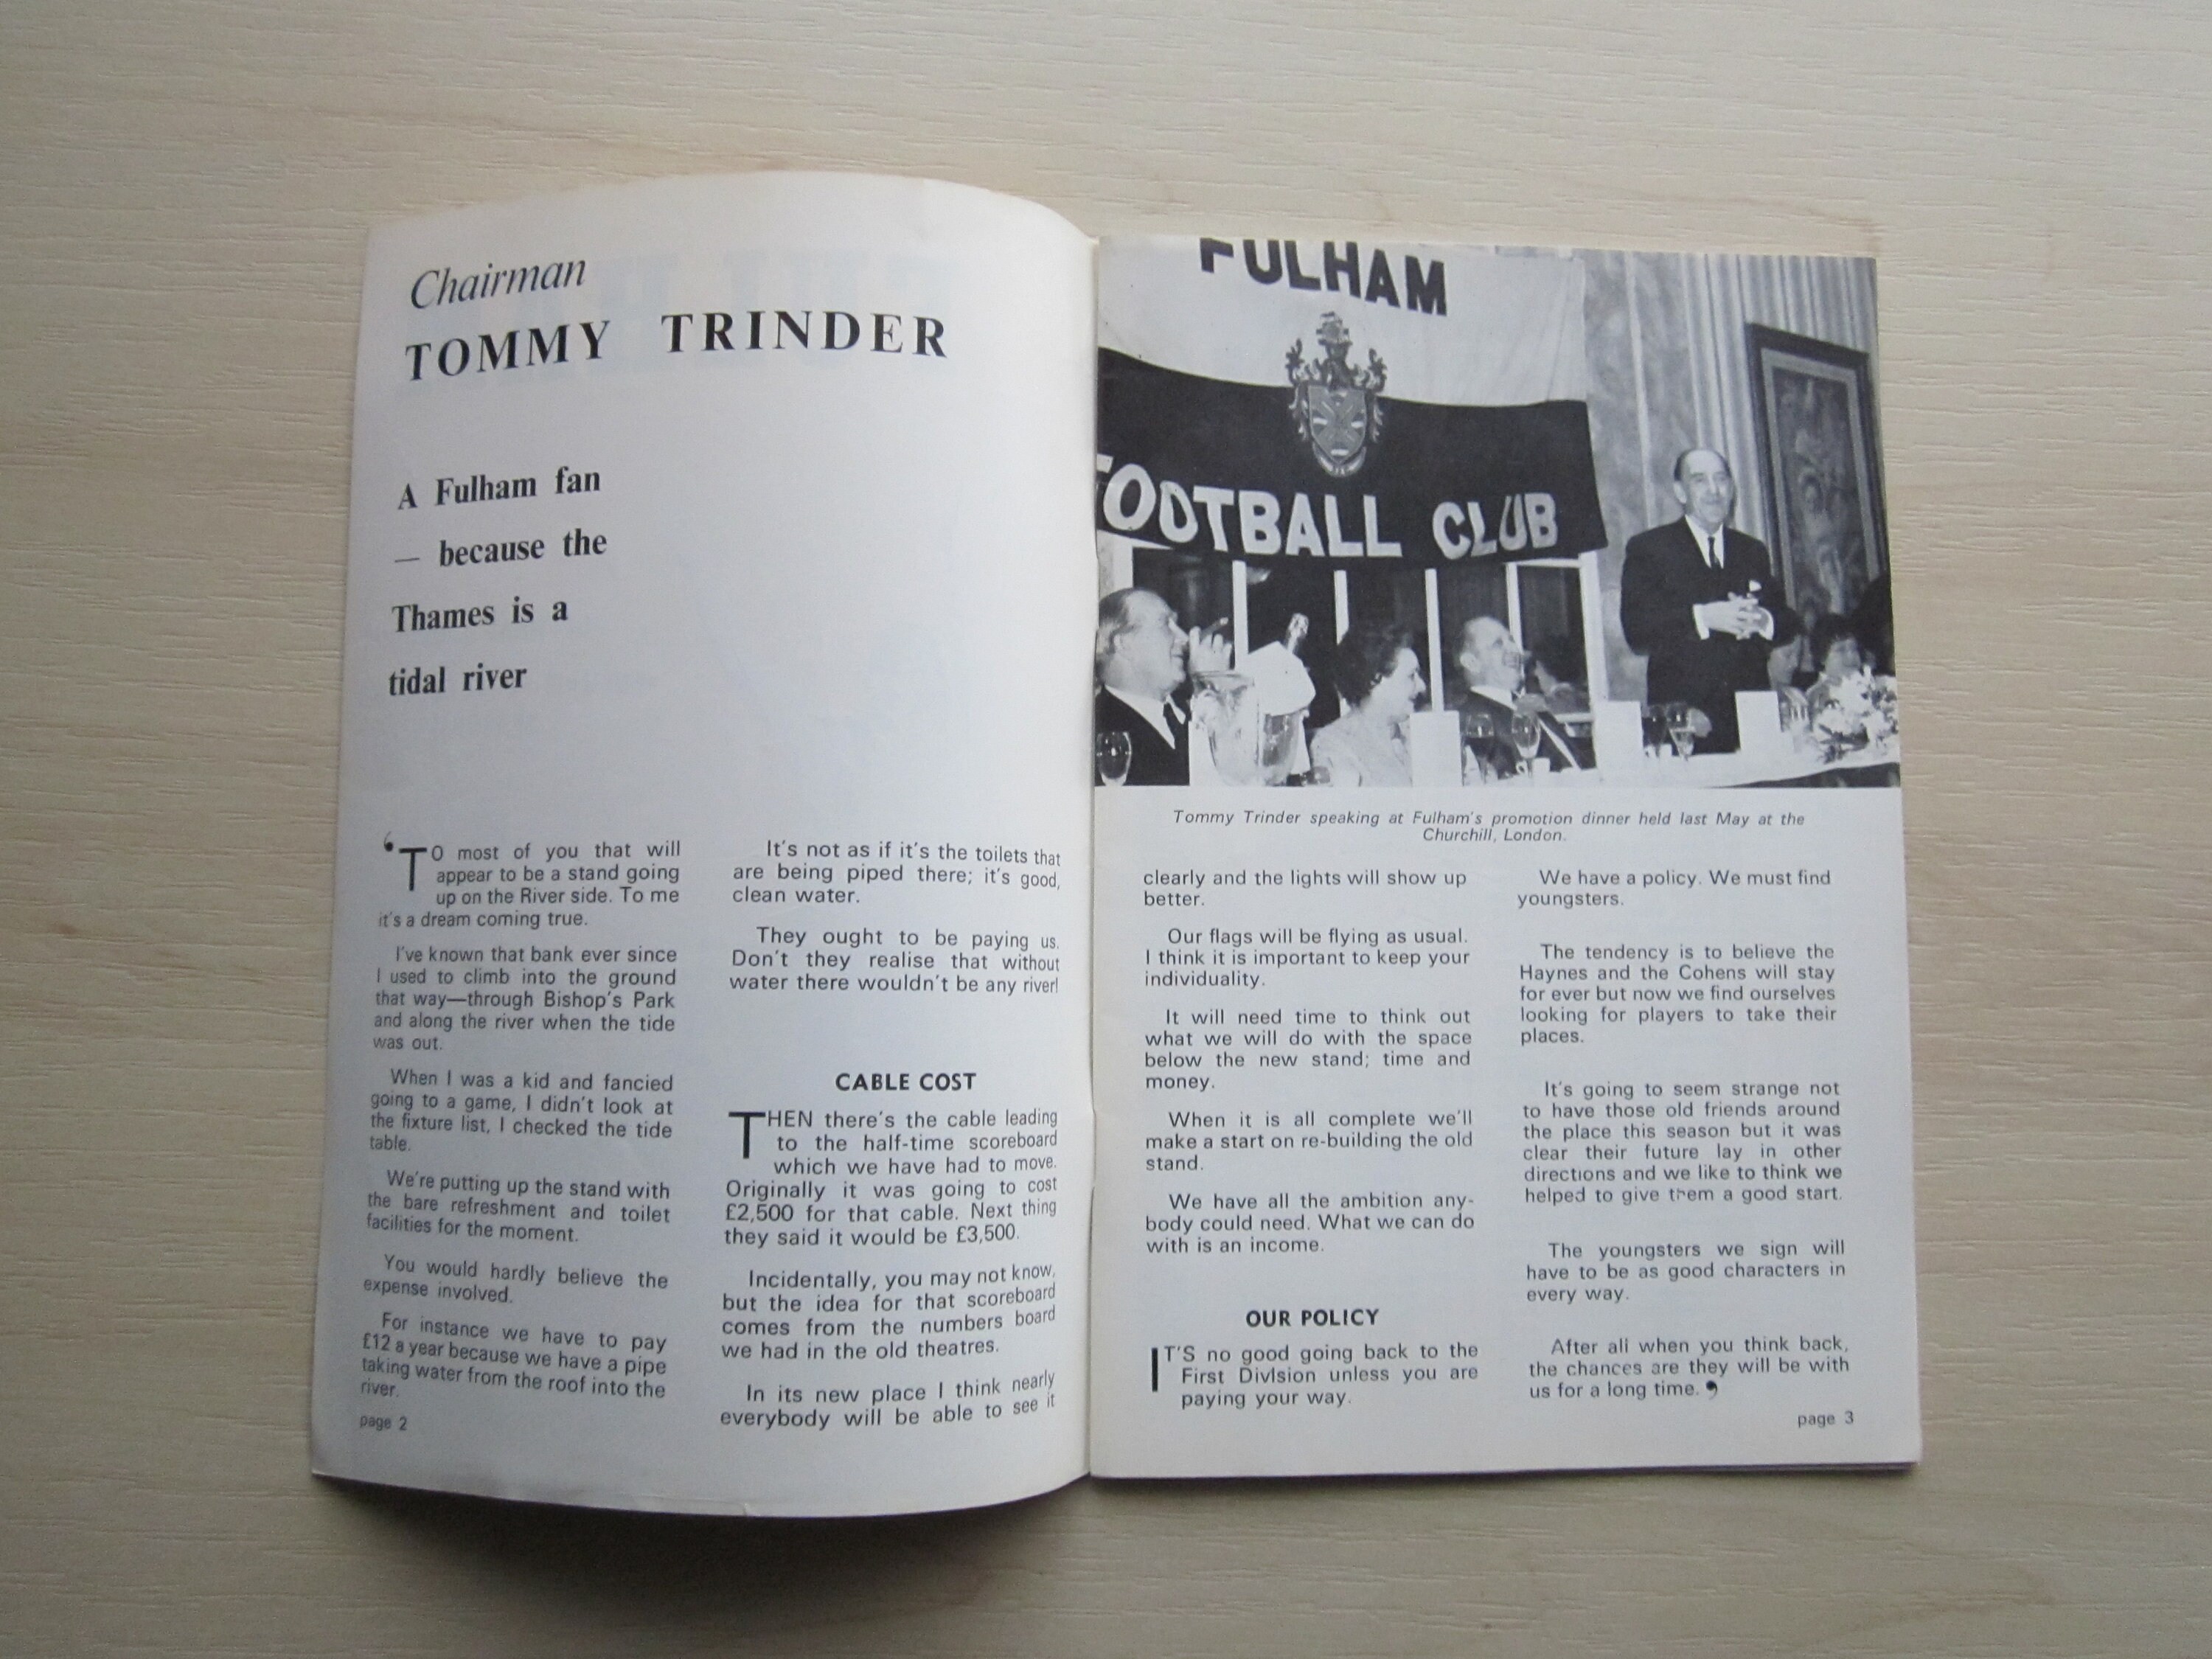 Chairman
TOMMY TRINDER
A Fulham fan
— because the
Thames is a
tidal river
‘TO most of you that will
appear to be a stand going
up on the River side. To me
it's a dream coming true.
I've known that bank ever since
I used to climb into the ground
that way—through Bishop's Park
and along the river when the tide
was out.
When I was a kid and fancied
going to a game, I didn't look at
the fixture list, I checked the tide
table.
We're putting up the stand with
the bare refreshment and toilet
facilities for the moment.
You would hardly believe the
expense involved.
For instance we have to pay
£12 a year because we have a pipe
taking water from the roof into the
river.
page 2
It's not as if it's the toilets that
are being piped there; it's good,
clean water.
They ought to be paying us.
Don't they realise that without
water there wouldn't be any river!
CABLE COST
THEN there's the cable leading
to the half-time scoreboard
which we have had to move.
Originally it was going to cost
£2,500 for that cable. Next thing
they said it would be £3,500.
Incidentally, you may not know,
but the idea for that scoreboard
comes from the numbers board
we had in the old theatres.
In its new place I think nearly
everybody will be able to see it
FULHAM
FOOTBALL CLUB
Tommy Trinder speaking at Fulham's promotion dinner held last May at the
Churchill, London.
clearly and the lights will show up
better.
Our flags will be flying as usual.
I think it is important to keep your
individuality.
It will need time to think out
what we will do with the space
below the new stand; time and
money.
When it is all complete we'll
make a start on re-building the old
stand.
We have all the ambition any-
body could need. What we can do
with is an income.
OUR POLICY
IT'S no good going back to the
First Division unless you are
paying your way.
We have a policy. We must find
youngsters.
The tendency is to believe the
Haynes and the Cohens will stay
for ever but now we find ourselves
looking for players to take their
places.
It's going to seem strange not
to have those old friends around
the place this season but it was
clear their future lay in other
directions and we like to think we
helped to give them a good start.
The youngsters we sign will
have to be as good characters in
every way.
After all when you think back,
the chances are they will be with
us for a long time.’
page 3